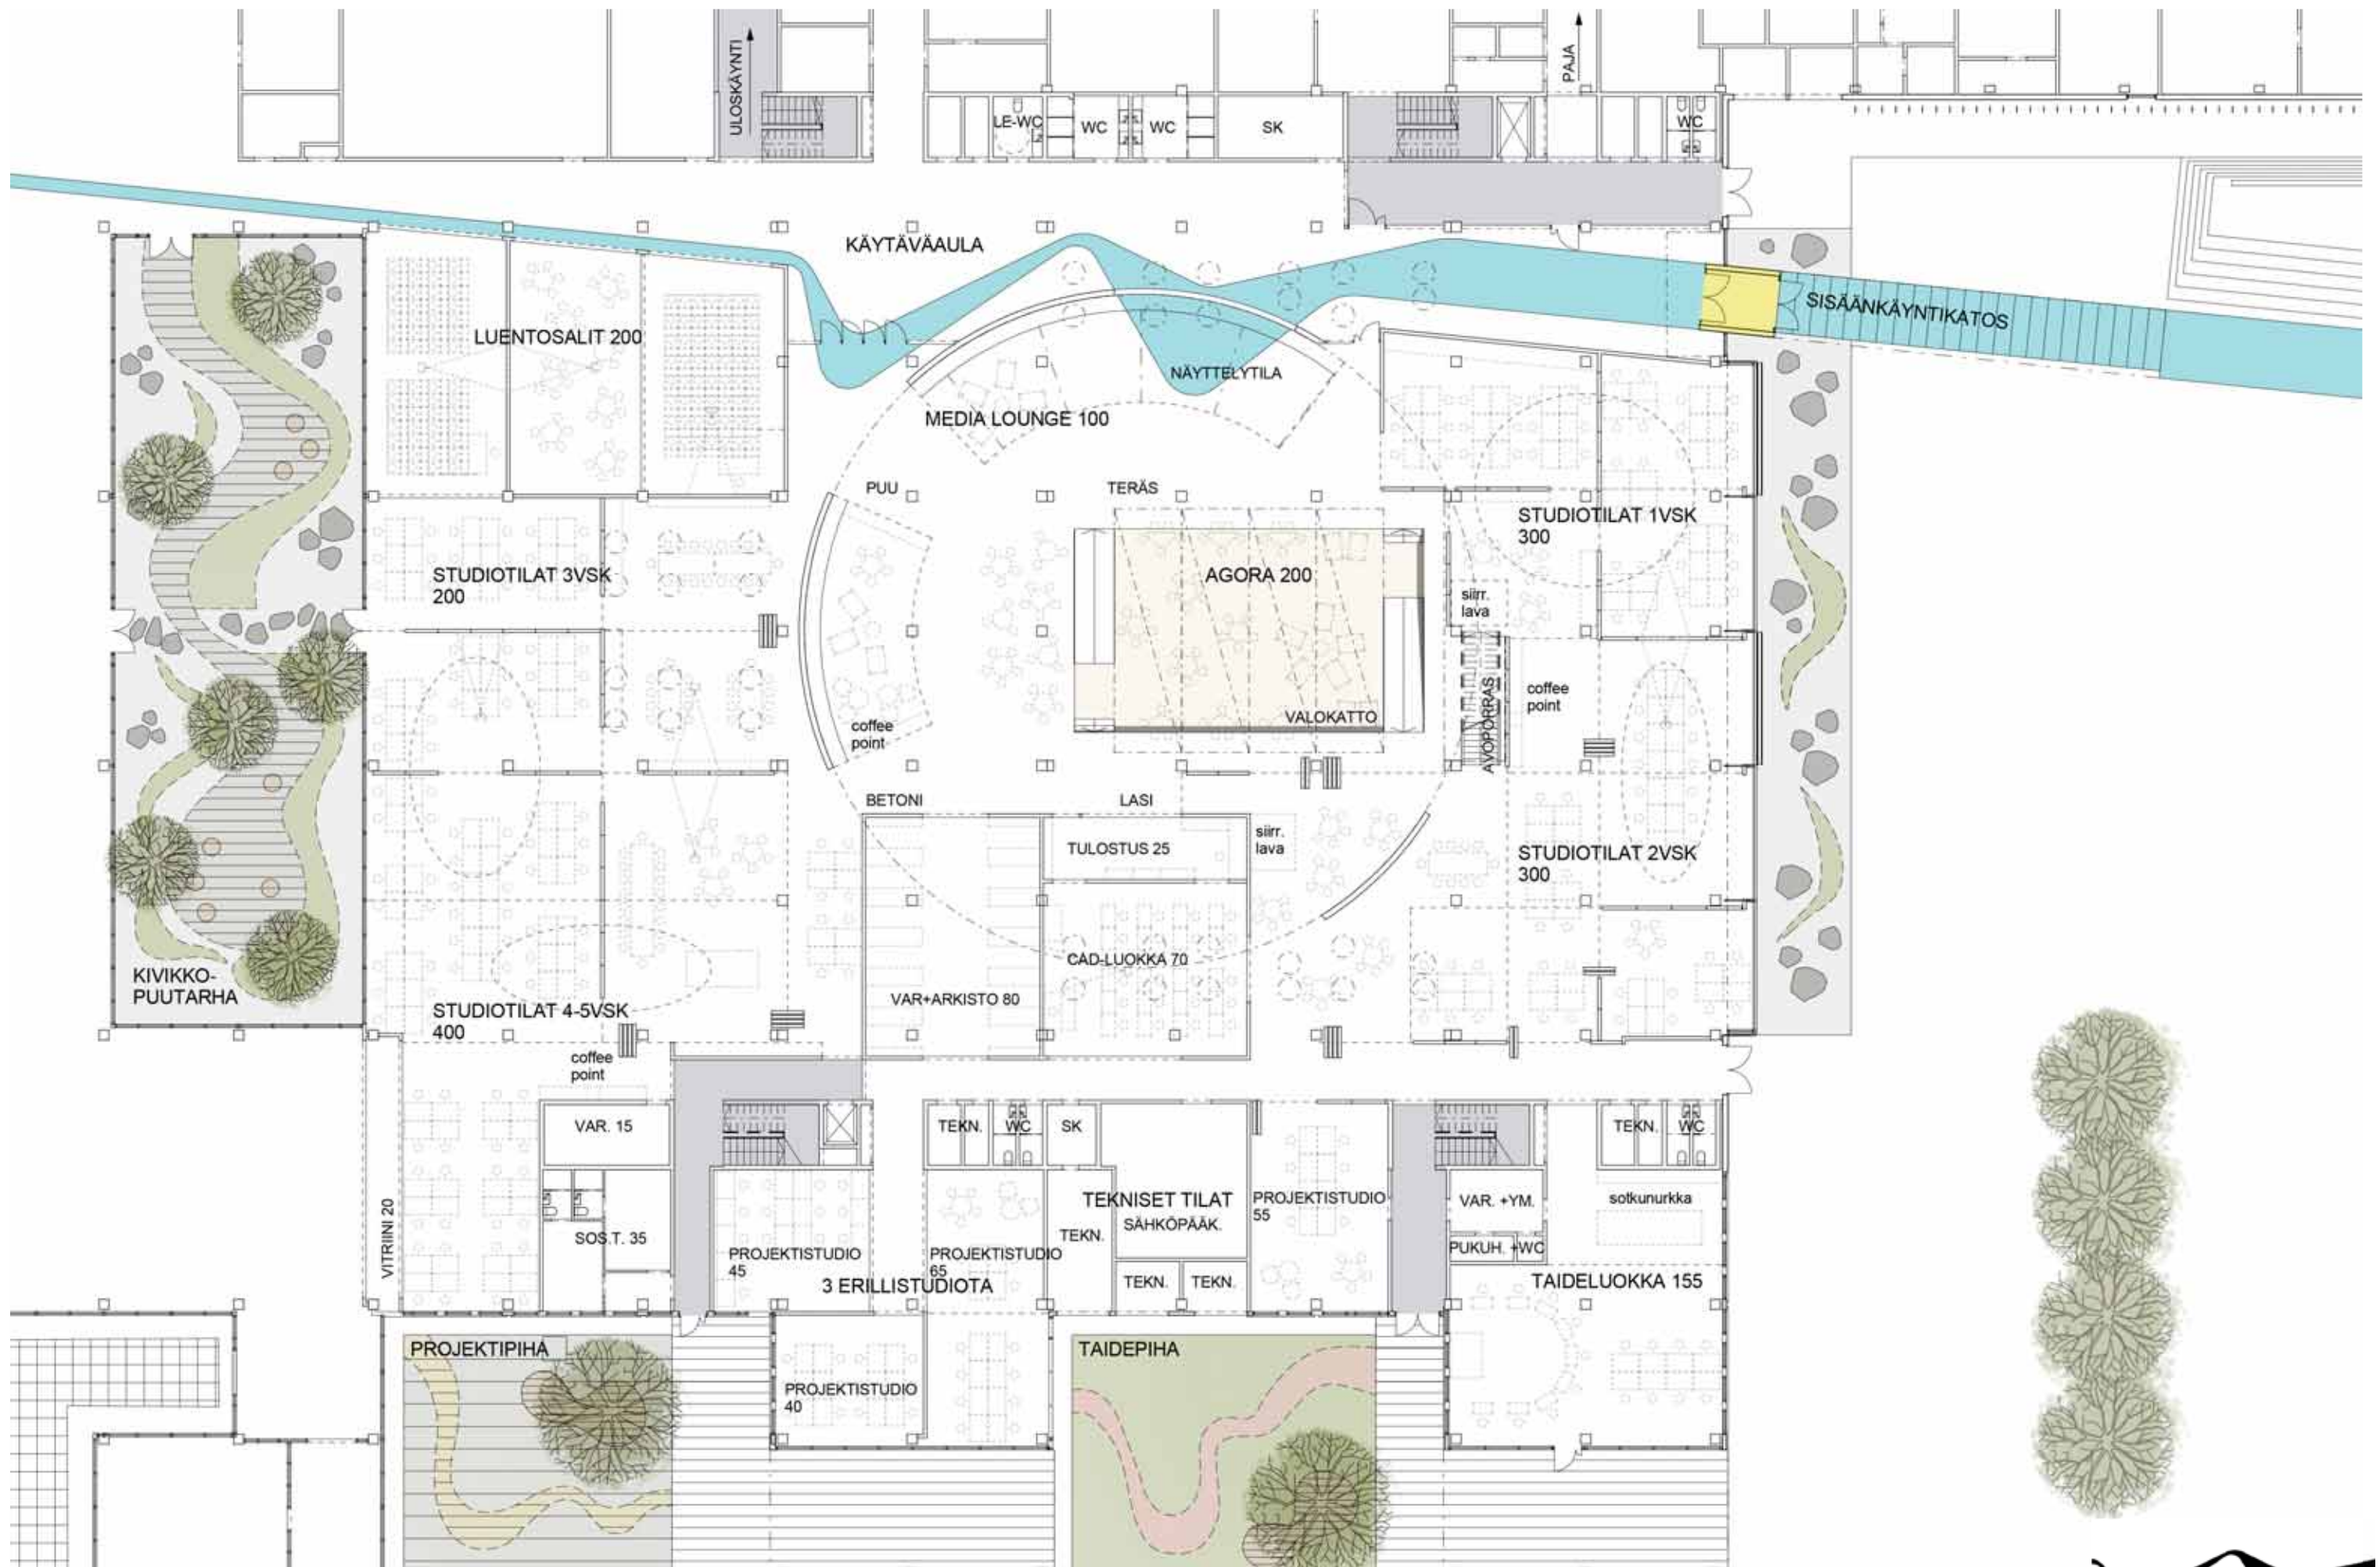 ULOSKÄYNTI
PAJA
LE-WC
WC
WC
SK
WC
KÄYTÄVÄAULA
SISÄÄNKÄYNTIKATOS
LUENTOSALIT 200
NÄYTTELYTILA
MEDIA LOUNGE 100
PUU
TERÄS
STUDIOTILAT 1VSK
300
STUDIOTILAT 3VSK
200
AGORA 200
siirr.
lava
coffee
point
AVOPORRAS
VALOKATTO
coffee
point
BETONI
LASI
siirr.
lava
TULOSTUS 25
STUDIOTILAT 2VSK
300
CAD-LUOKKA 70
KIVIKKO-
PUUTARHA
VAR+ARKISTO 80
STUDIOTILAT 4-5VSK
400
coffee
point
VAR. 15
TEKN.
WC
SK
TEKN.
WC
VITRIINI 20
SOS.T. 35
TEKNISET TILAT
SÄHKÖPÄÄK.
TEKN.
PROJEKTISTUDIO
55
VAR. +YM.
sotkunurkka
PROJEKTISTUDIO
45
PROJEKTISTUDIO
65
PUKUH. +WC
3 ERILLISTUDIOTA
TEKN.
TEKN.
TAIDELUOKKA 155
PROJEKTIPIHA
TAIDEPIHA
PROJEKTISTUDIO
40